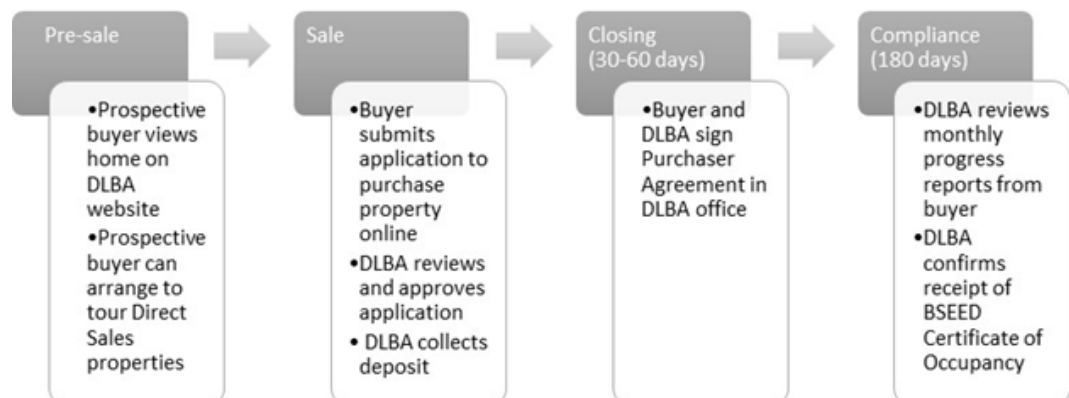 Pre-sale
•Prospective
buyer views
home on
DLBA
website
•Prospective
buyer can
arrange to
tour Direct
Sales
properties
Sale
•Buyer
submits
application to
purchase
property
online
•DLBA reviews
and approves
application
• DLBA collects
deposit
Closing
(30-60 days)
•Buyer and
DLBA sign
Purchaser
Agreement in
DLBA office
Compliance
(180 days)
•DLBA reviews
monthly
progress
reports from
buyer
•DLBA
confirms
receipt of
BSEED
Certificate of
Occupancy